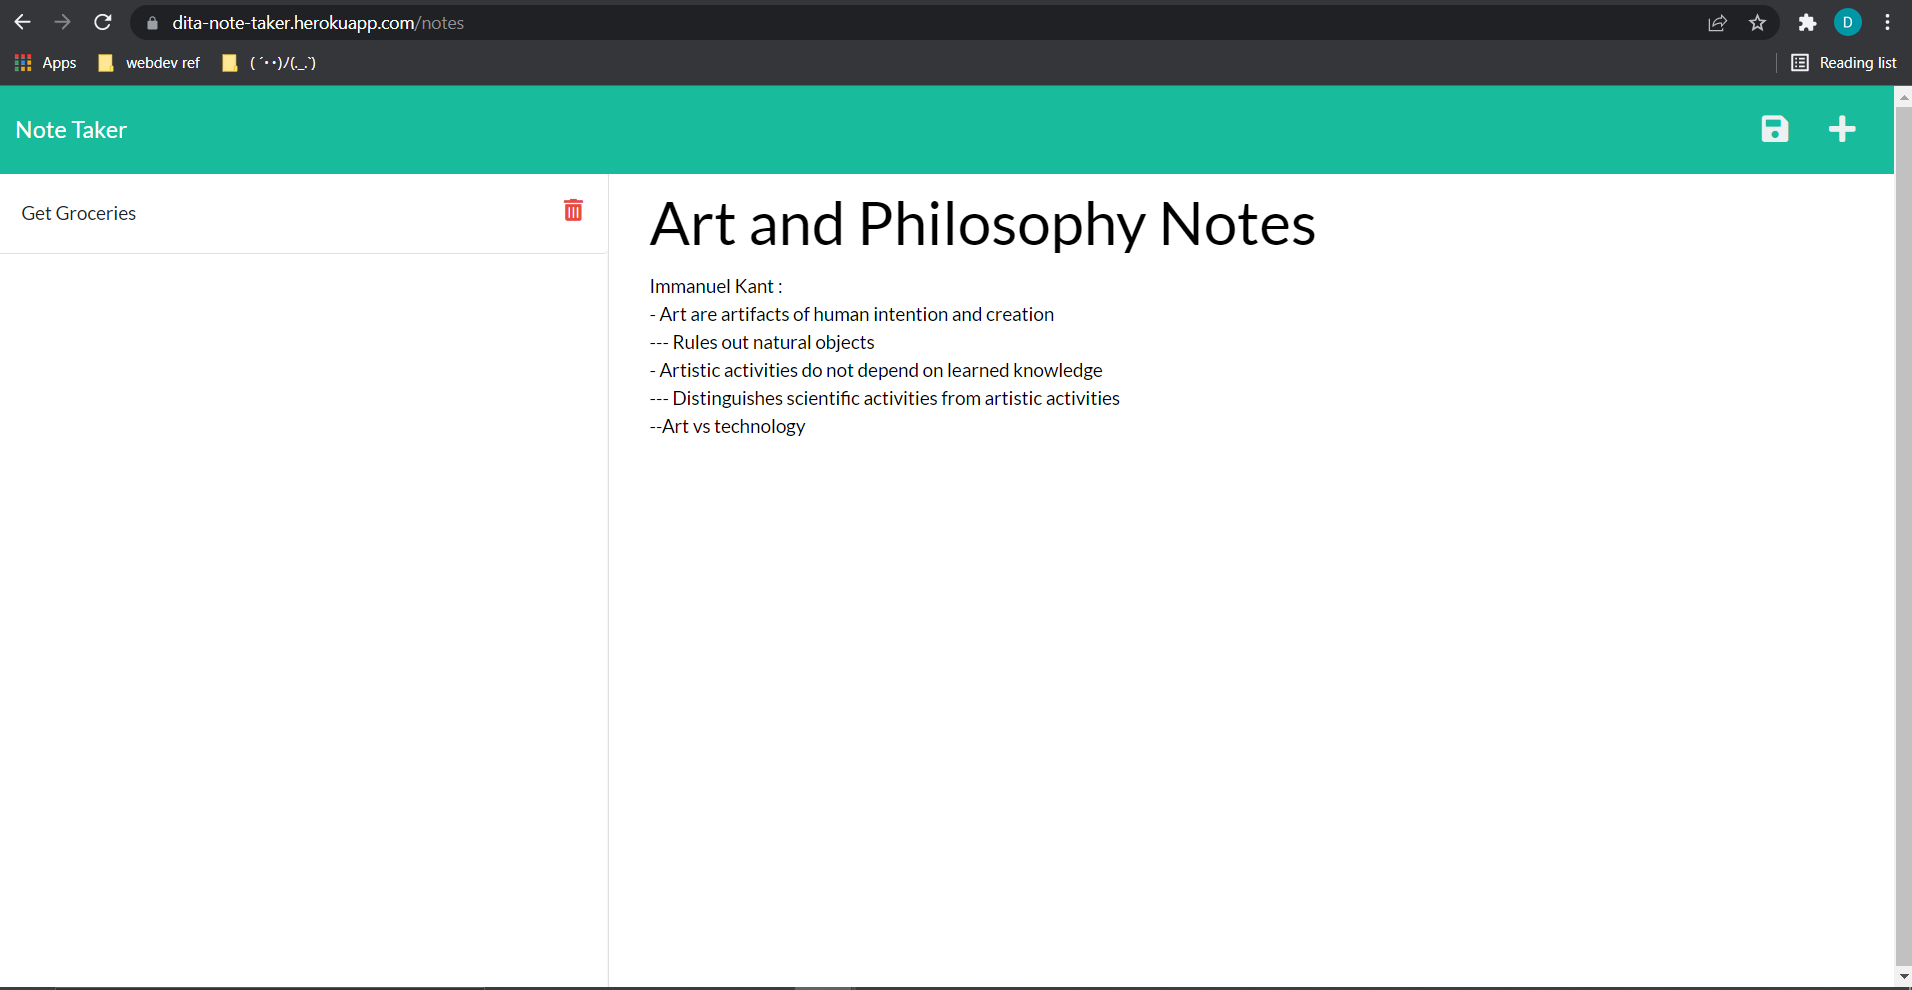 dita-note-taker.herokuapp.com/notes
D
Apps
webdev ref
( ´･･)ﾉ(._.`)
Reading list
Note Taker
Get Groceries
Art and Philosophy Notes
Immanuel Kant :
- Art are artifacts of human intention and creation
--- Rules out natural objects
- Artistic activities do not depend on learned knowledge
--- Distinguishes scientific activities from artistic activities
--Art vs technology